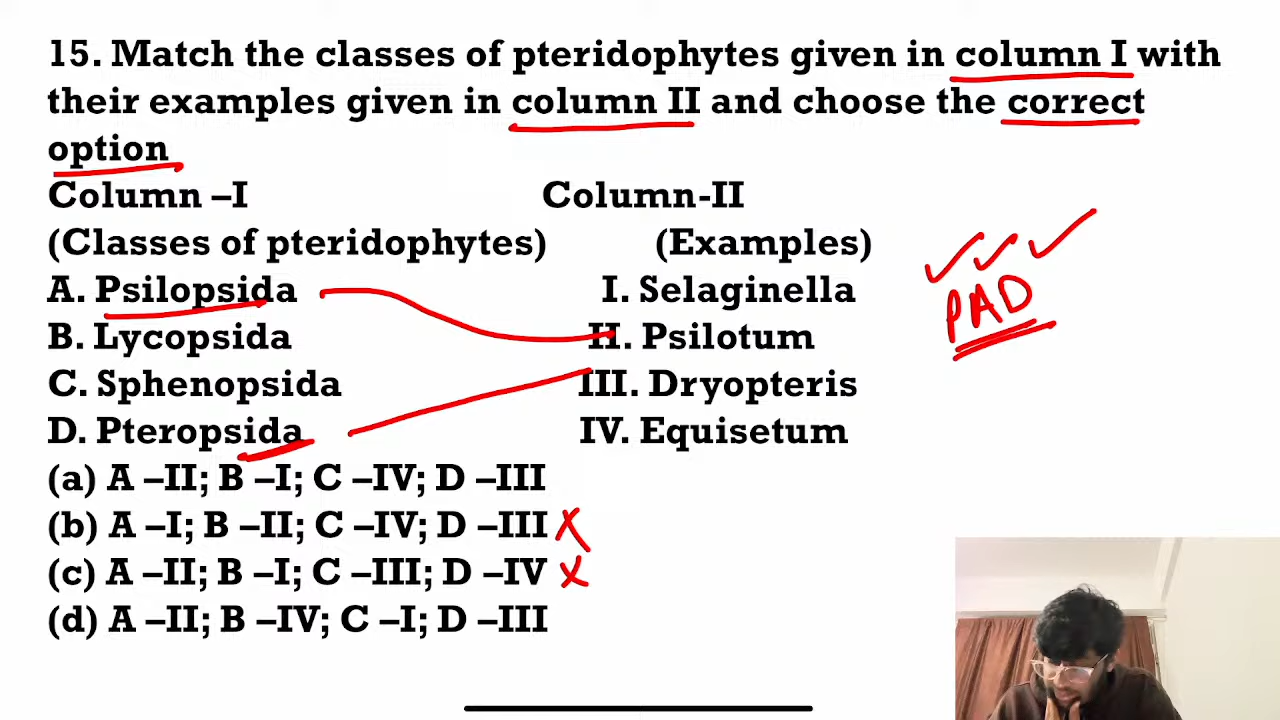 15. Match the classes of pteridophytes given in column I with
their examples given in column II and choose the correct
option
Column –I Column-II
(Classes of pteridophytes) (Examples)
A. Psilopsida I. Selaginella
B. Lycopsida II. Psilotum
C. Sphenopsida III. Dryopteris
D. Pteropsida IV. Equisetum
(a) A –II; B –I; C –IV; D –III
(b) A –I; B –II; C –IV; D –III
(c) A –II; B –I; C –III; D –IV
(d) A –II; B –IV; C –I; D –III
PAD